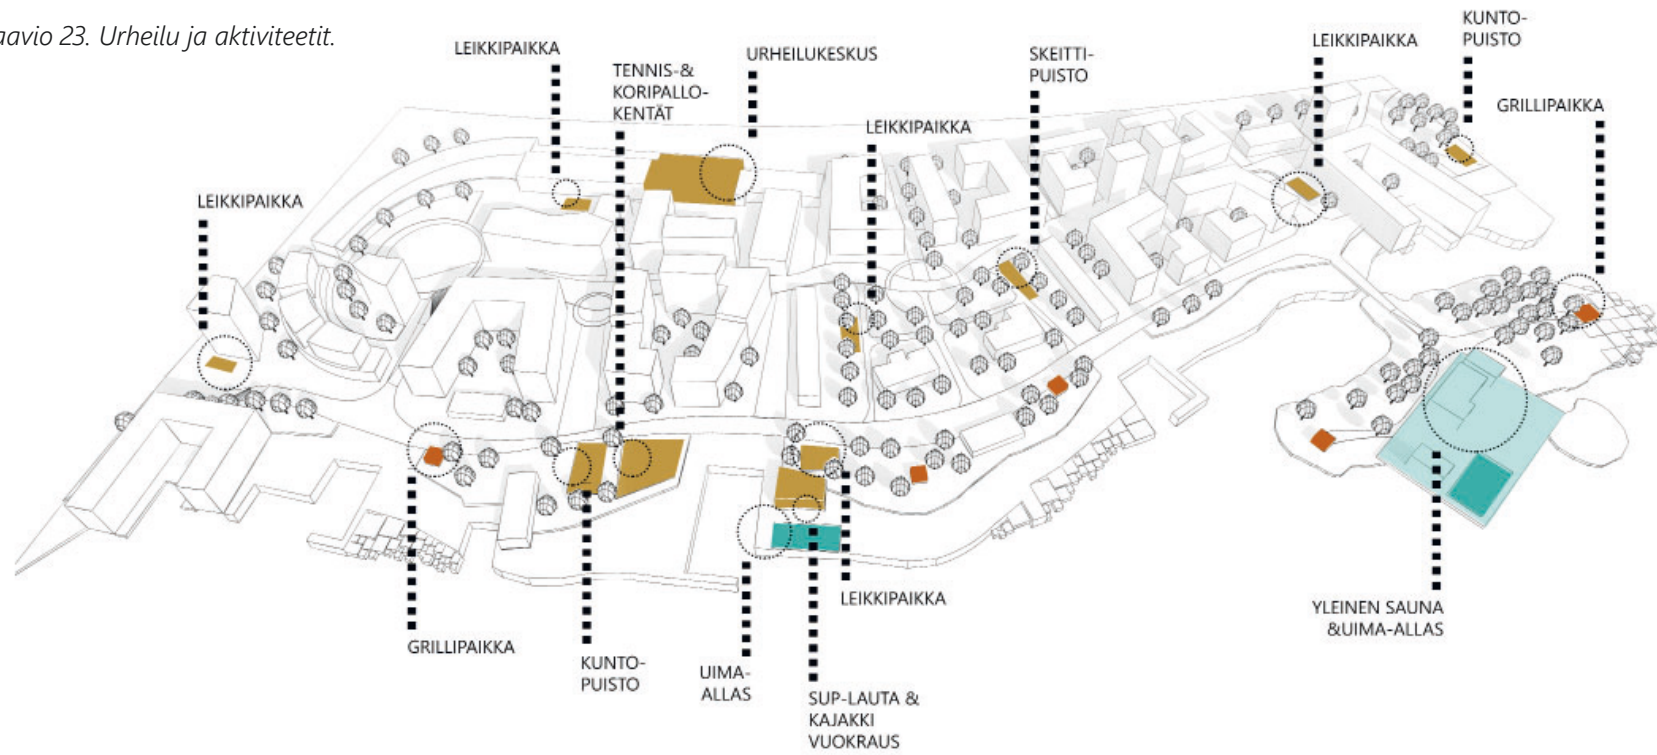 aavio 23. Urheilu ja aktiviteetit.
LEIKKIPAIKKA
TENNIS-&
KORIPALLO-
KENTÄT
URHEILUKESKUS
LEIKKIPAIKKA
SKEITTI-
PUISTO
LEIKKIPAIKKA
KUNTO-
PUISTO
GRILLIPAIKKA
LEIKKIPAIKKA
GRILLIPAIKKA
KUNTO-
PUISTO
UIMA-
ALLAS
SUP-LAUTA &
KAJAKKI
VUOKRAUS
LEIKKIPAIKKA
YLEINEN SAUNA
&UIMA-ALLAS